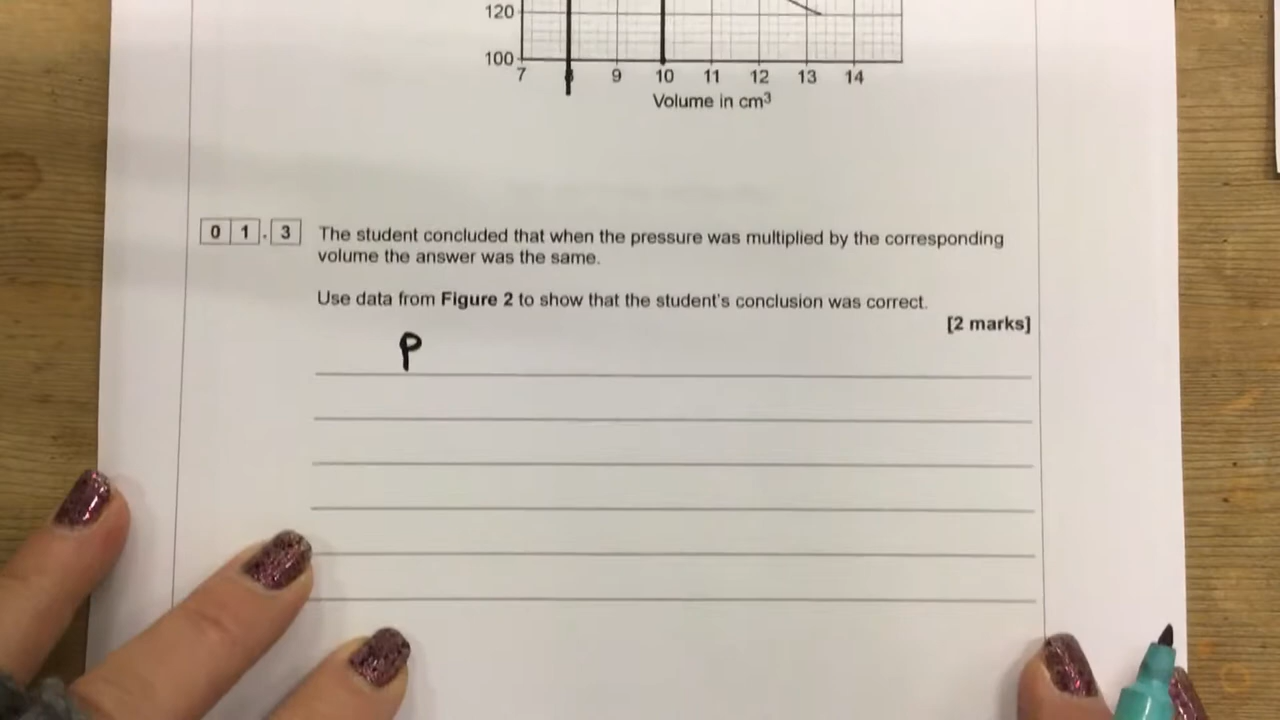 120
100
7 9 10 11 12 13 14
Volume in cm³
0 1 . 3 The student concluded that when the pressure was multiplied by the corresponding
volume the answer was the same.
Use data from Figure 2 to show that the student's conclusion was correct.
[2 marks]
P